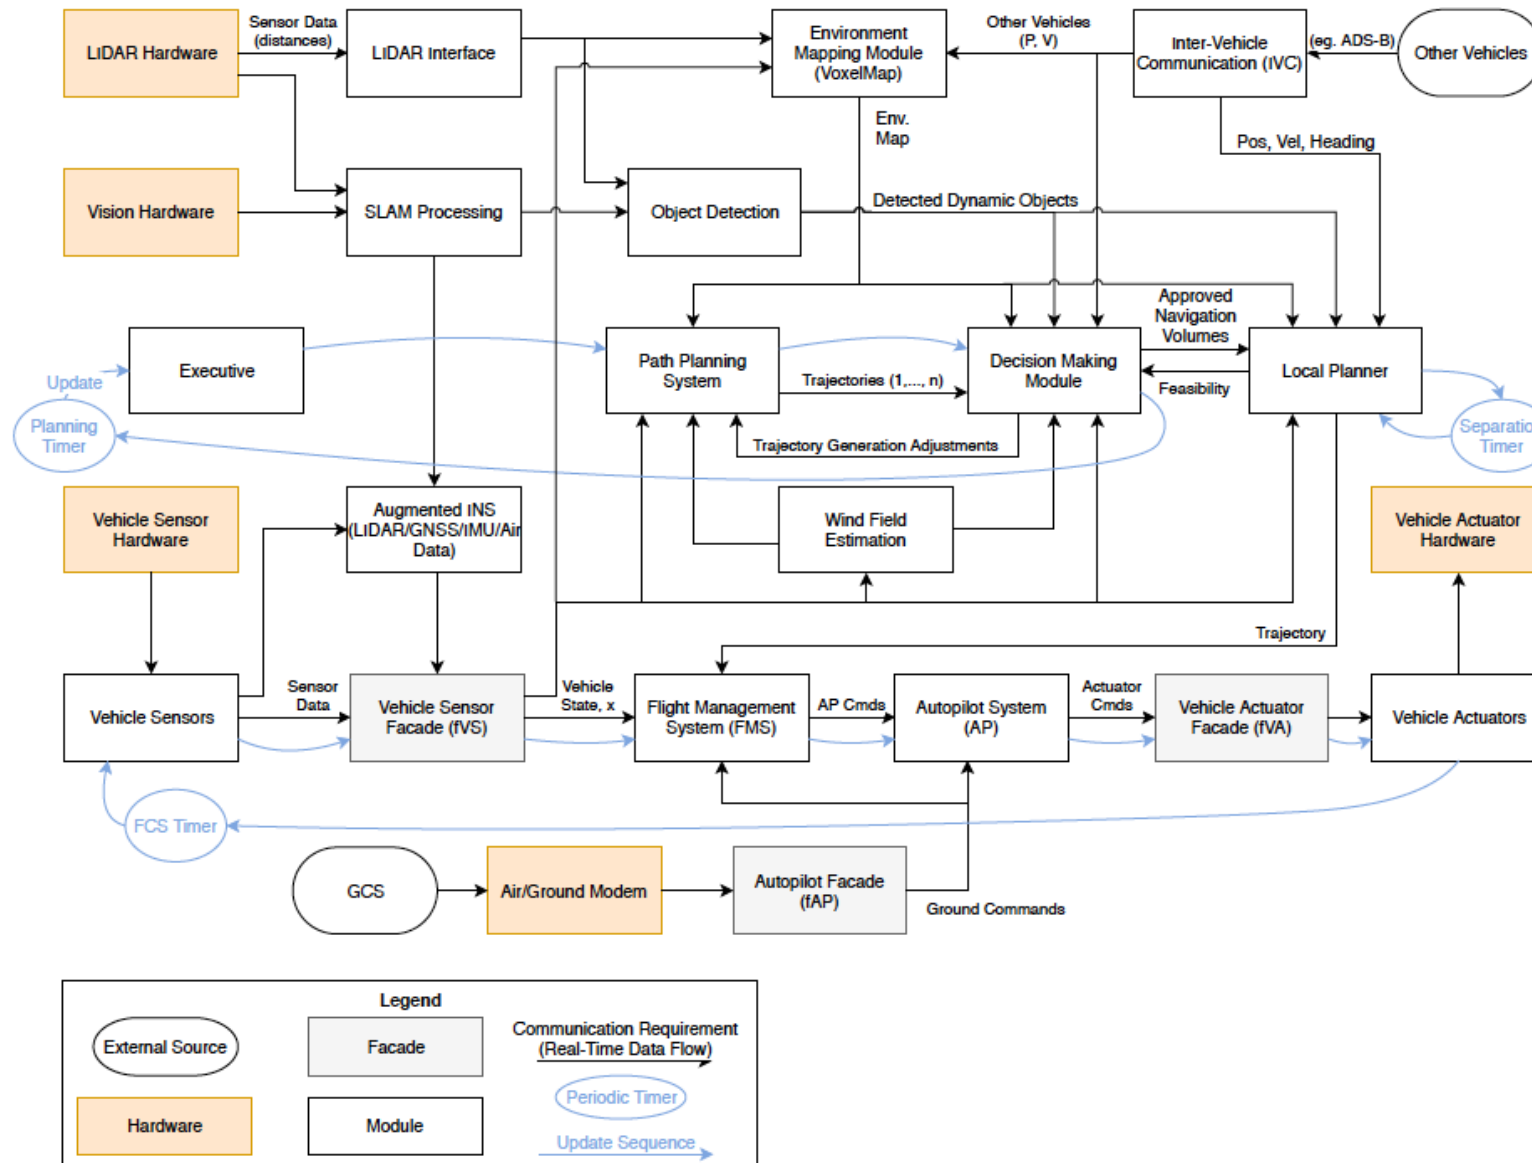 LiDAR Hardware
Sensor Data
(distances)
LiDAR Interface
Environment
Mapping Module
(VoxelMap)
Other Vehicles
(P, V)
Inter-Vehicle
Communication (IVC)
(eg. ADS-B)
Other Vehicles
Env.
Map
Pos, Vel, Heading
Vision Hardware
SLAM Processing
Object Detection
Detected Dynamic Objects
Approved
Navigation
Volumes
Executive
Update
Planning
Timer
Path Planning
System
Trajectories (1,..., n)
Decision Making
Module
Feasibility
Local Planner
Separation
Timer
Trajectory Generation Adjustments
Vehicle Sensor
Hardware
Augmented INS
(LiDAR/GNSS/IMU/Air
Data)
Wind Field
Estimation
Vehicle Actuator
Hardware
Trajectory
Vehicle Sensors
Sensor
Data
Vehicle Sensor
Facade (fVS)
Vehicle
State, x
Flight Management
System (FMS)
AP Cmds
Autopilot System
(AP)
Actuator
Cmds
Vehicle Actuator
Facade (fVA)
Vehicle Actuators
FCS Timer
GCS
Air/Ground Modem
Autopilot Facade
(fAP)
Ground Commands
Legend
External Source
Facade
Communication Requirement
(Real-Time Data Flow)
Periodic Timer
Hardware
Module
Update Sequence